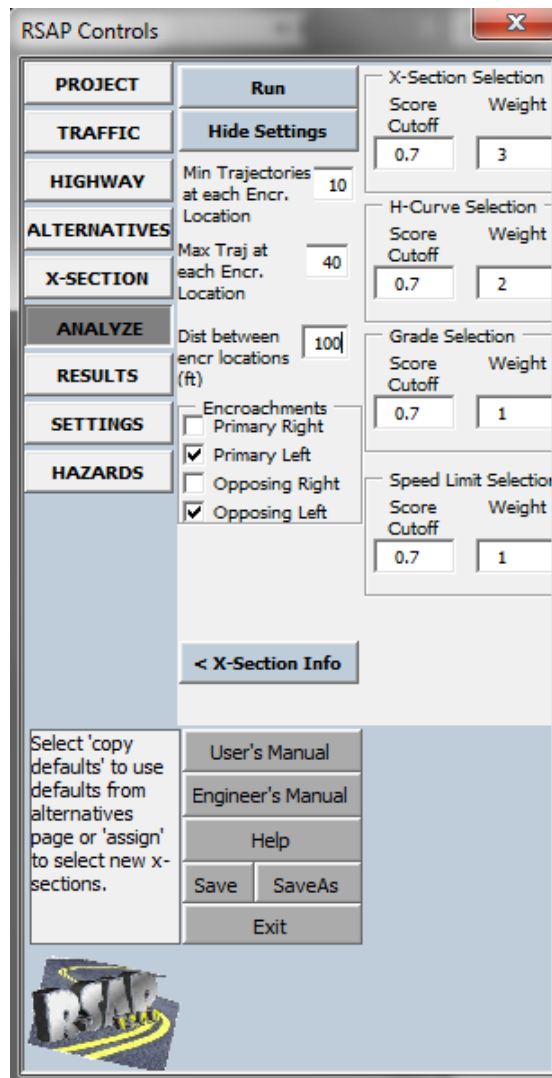 RSAP Controls
X
PROJECT
TRAFFIC
HIGHWAY
ALTERNATIVES
X-SECTION
ANALYZE
RESULTS
SETTINGS
HAZARDS
Run
Hide Settings
Min Trajectories
at each Encr.
Location
10
Max Traj at
each Encr.
Location
40
Dist between
encr locations
(ft)
100
Encroachments
Primary Right
Primary Left
Opposing Right
Opposing Left
< X-Section Info
X-Section Selection
Score Weight
Cutoff
0.7 3
H-Curve Selection
Score Weight
Cutoff
0.7 2
Grade Selection
Score Weight
Cutoff
0.7 1
Speed Limit Selection
Score Weight
Cutoff
0.7 1
Select 'copy
defaults' to use
defaults from
alternatives
page or 'assign'
to select new x-
sections.
User's Manual
Engineer's Manual
Help
Save SaveAs
Exit
RSAP